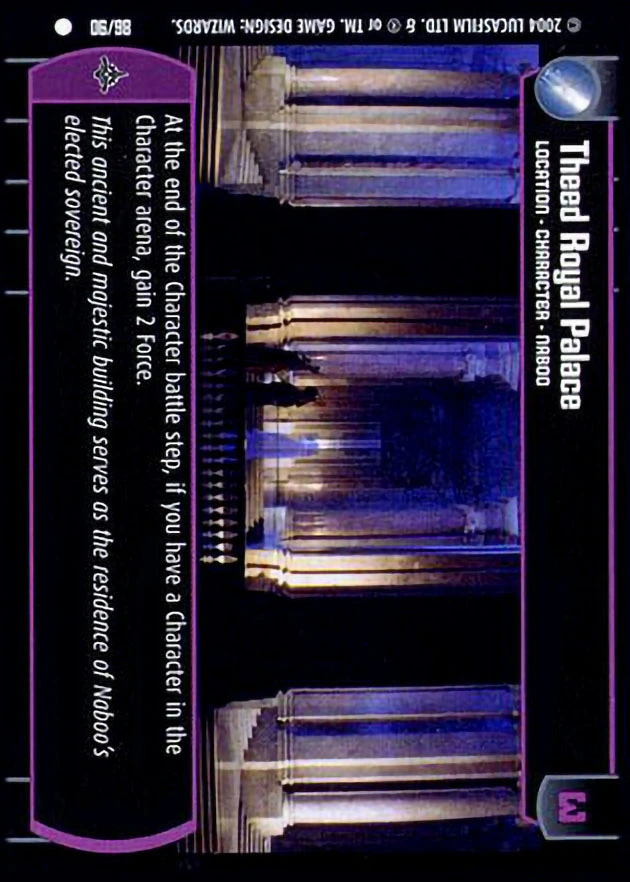 Theed Royal Palace
LOCATION · CHARACTER · NABOO
3
At the end of the Character battle step, if you have a Character in the
Character arena, gain 2 Force.
This ancient and majestic building serves as the residence of Naboo's
elected sovereign.
© 2004 LUCASFILM LTD. & ® or TM. GAME DESIGN: WIZARDS.
86/90